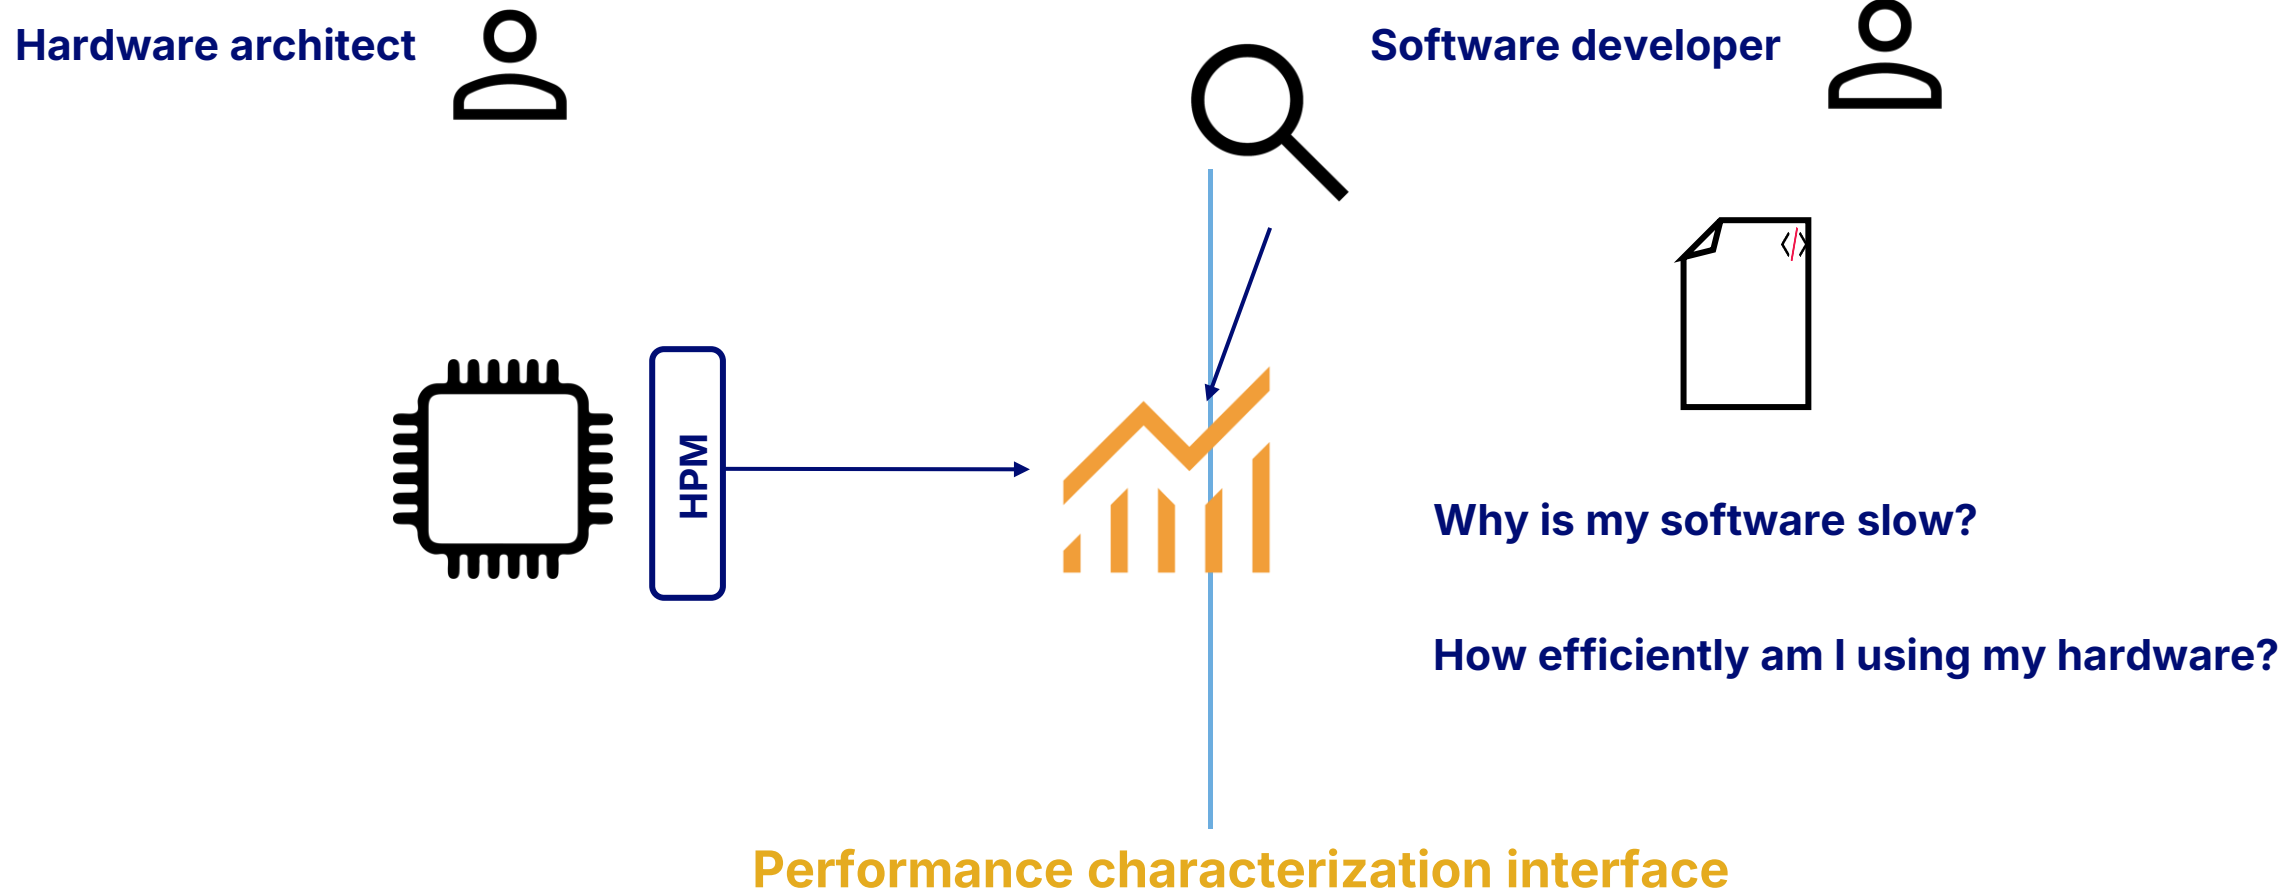 Hardware architect
Software developer
</>
HPM
Why is my software slow?
How efficiently am I using my hardware?
Performance characterization interface